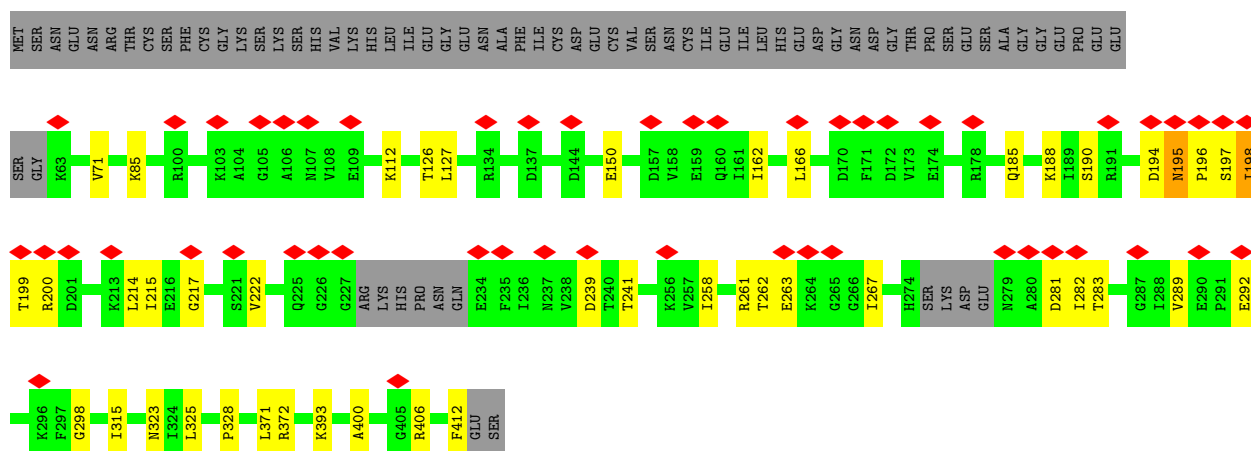 MET SER ASN GLU ASN ARG THR CYS SER PHE CYS GLY LYS SER LYS SER HIS VAL LYS HIS LEU ILE GLU GLY GLU ASN ALA PHE ILE CYS ASP GLU CYS VAL SER ASN CYS ILE GLU ILE LEU HIS GLU ASP GLY ASN ASP GLY THR PRO SER GLU SER ALA GLY GLY GLU PRO GLU GLU
SER GLY K63 V71 K85 R100 K103 A104 G105 A106 N107 V108 E109 K112 T126 L127 R134 D137 D144 E150 D157 V158 E159 Q160 I161 I162 L166 D170 F171 D172 V173 E174 R178 Q185 K188 I189 S190 R191 D194 N195 P196 S197 I198
T199 R200 D201 K213 L214 I215 E216 G217 S221 V222 Q225 G226 G227 ARG LYS HIS PRO ASN GLN E234 F235 I236 N237 V238 D239 T240 T241 K256 V257 I258 R261 T262 E263 K264 G265 G266 I267 H274 SER LYS ASP GLU N279 A280 D281 I282 T283 G287 I288 V289 E290 P291 E292
K296 F297 G298 I315 N323 I324 L325 P328 L371 R372 K393 A400 G405 R406 F412 GLU SER